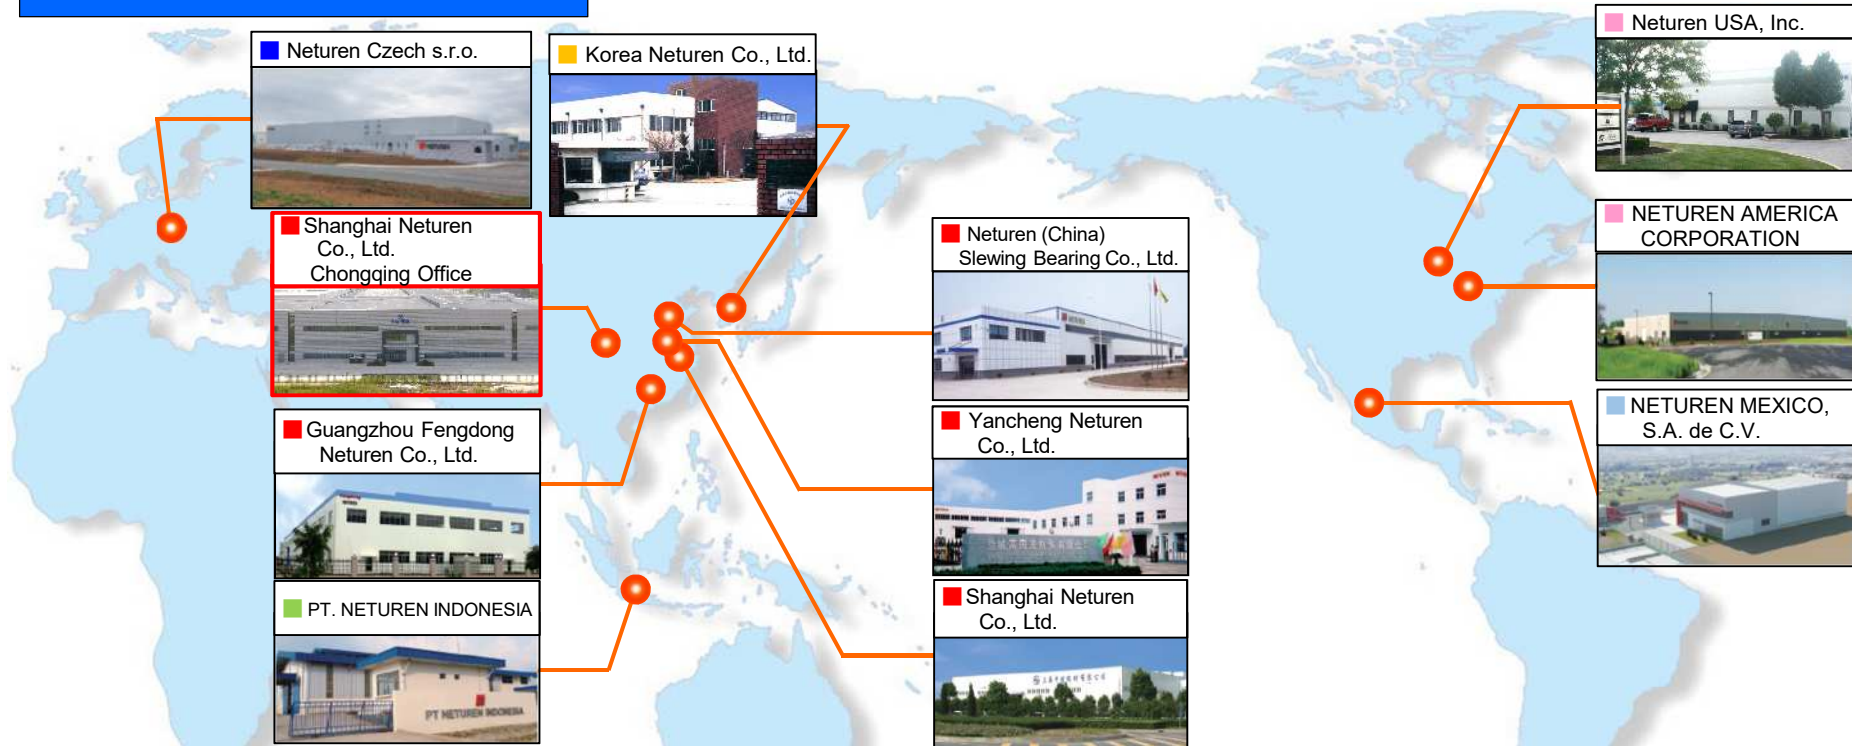 Neturen Czech s.r.o.
Korea Neturen Co., Ltd.
Neturen USA, Inc.
Shanghai Neturen
Co., Ltd.
Chongqing Office
Neturen (China)
Slewing Bearing Co., Ltd.
NETUREN AMERICA
CORPORATION
Guangzhou Fengdong
Neturen Co., Ltd.
Yancheng Neturen
Co., Ltd.
NETUREN MEXICO,
S.A. de C.V.
PT. NETUREN INDONESIA
PT NETUREN INDONESIA
Shanghai Neturen
Co., Ltd.